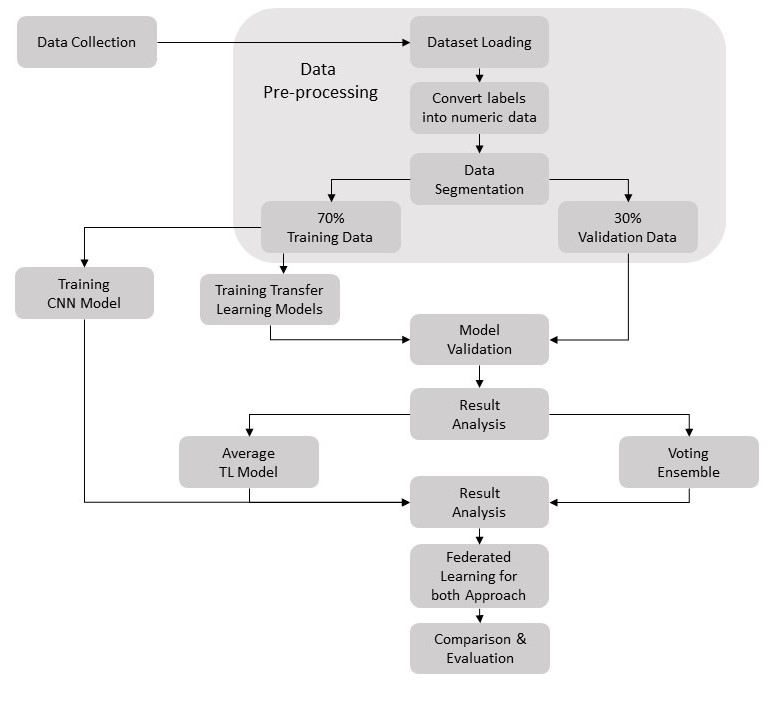 Data Collection
Dataset Loading
Data
Pre-processing
Convert labels
into numeric data
Data
Segmentation
70%
Training Data
30%
Validation Data
Training
CNN Model
Training Transfer
Learning Models
Model
Validation
Result
Analysis
Average
TL Model
Voting
Ensemble
Result
Analysis
Federated
Learning for
both Approach
Comparison &
Evaluation